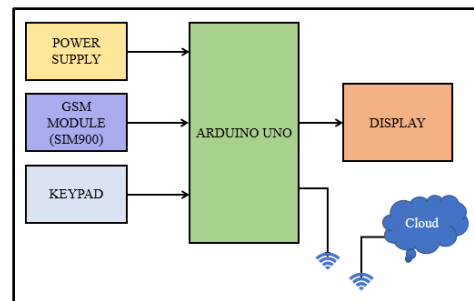 POWER
SUPPLY
GSM
MODULE
(SIM900)
KEYPAD
ARDUINO UNO
DISPLAY
Cloud